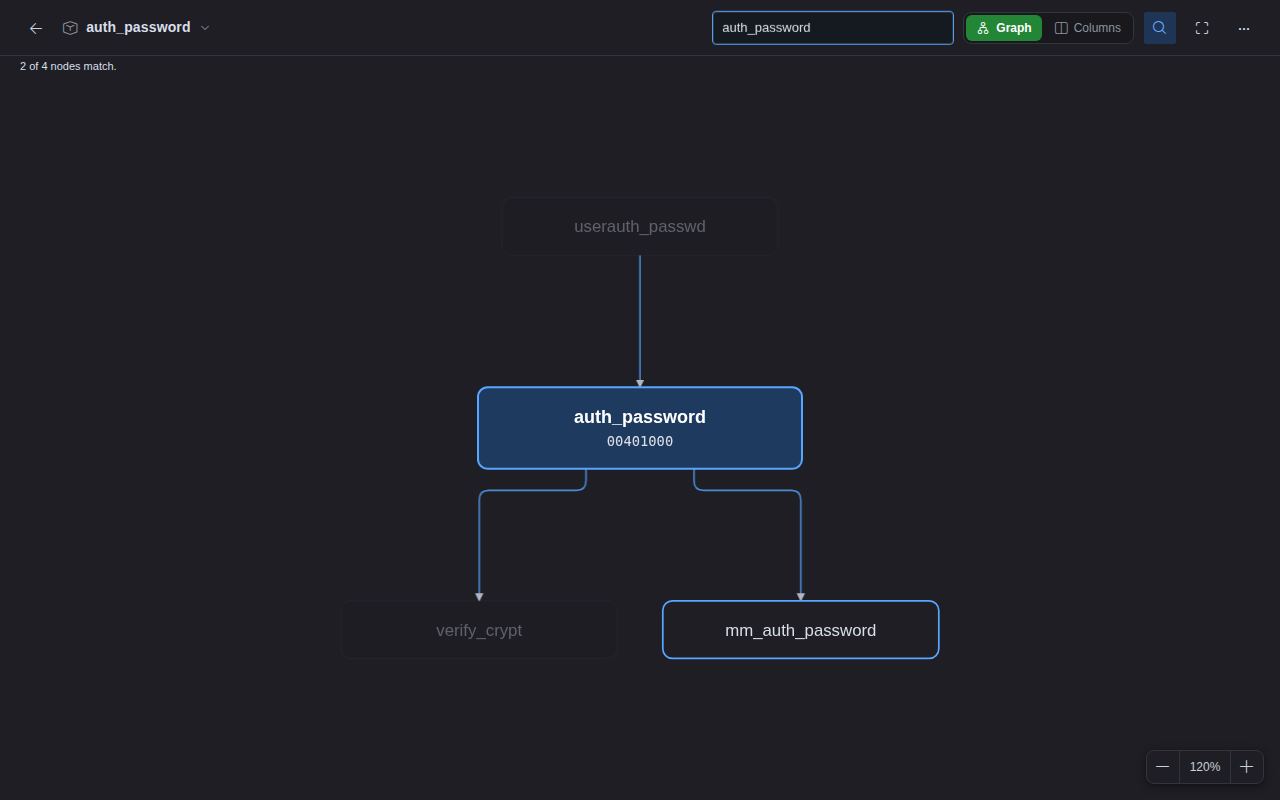 auth_password
auth_password
Graph
Columns
2 of 4 nodes match.
userauth_passwd
auth_password
00401000
verify_crypt
mm_auth_password
120%